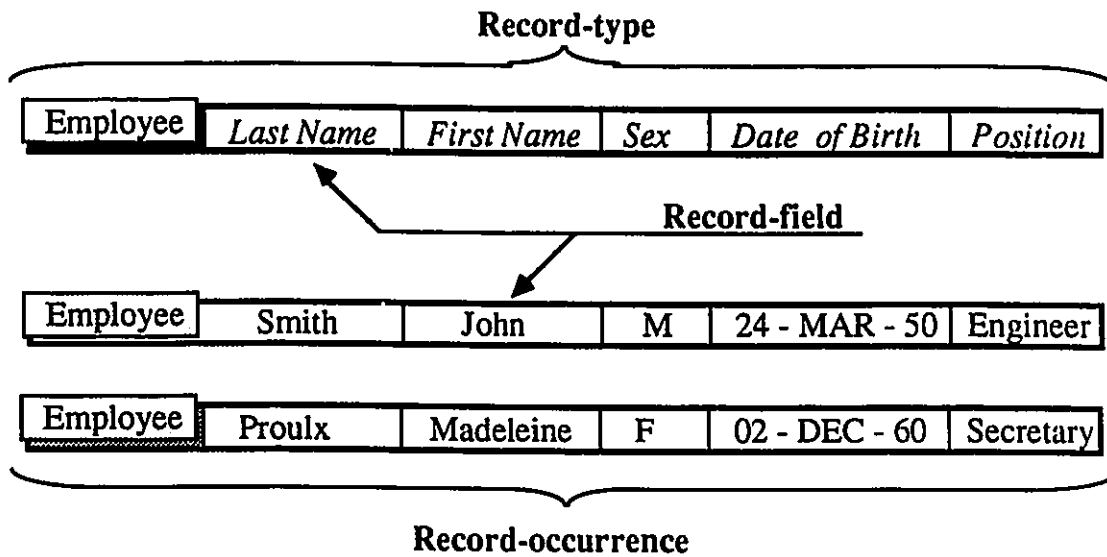 Record-type
Employee Last Name First Name Sex Date of Birth Position
Record-field
Employee Smith John M 24 - MAR - 50 Engineer
Employee Proulx Madeleine F 02 - DEC - 60 Secretary
Record-occurrence